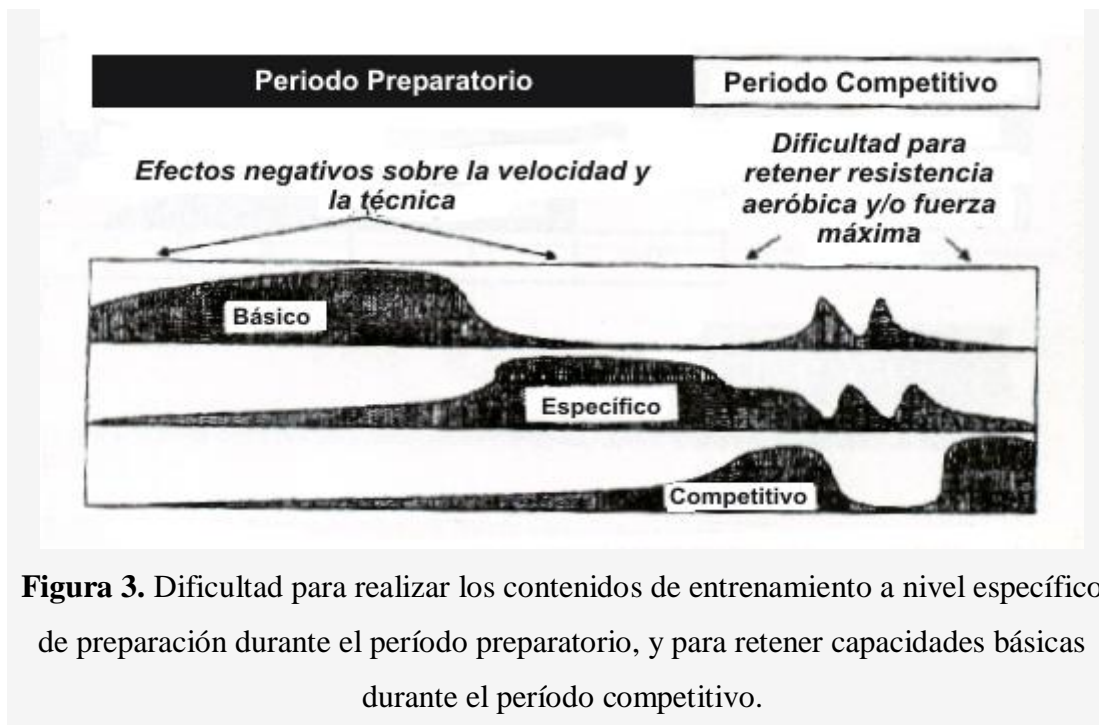 Periodo Preparatorio
Periodo Competitivo
Efectos negativos sobre la velocidad y
la técnica
Dificultad para
retener resistencia
aeróbica y/o fuerza
máxima
Básico
Específico
Competitivo
Figura 3. Dificultad para realizar los contenidos de entrenamiento a nivel específico
de preparación durante el período preparatorio, y para retener capacidades básicas
durante el período competitivo.